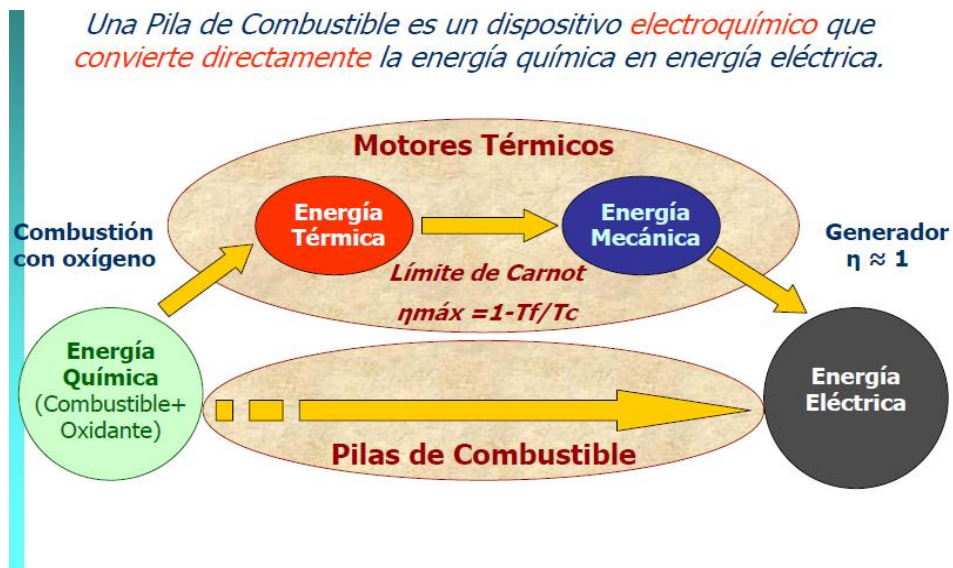 Una Pila de Combustible es un dispositivo electroquímico que
convierte directamente la energía química en energía eléctrica.
Motores Térmicos
Energía
Térmica
Energía
Mecánica
Combustión
con oxígeno
Generador
η ≈ 1
Límite de Carnot
ηmáx =1-Tf/Tc
Energía
Química
(Combustible+
Oxidante)
Energía
Eléctrica
Pilas de Combustible